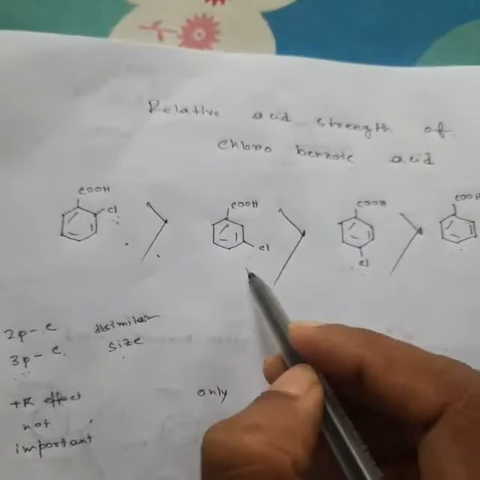 Relative acid strength of
chloro benzoic acid
COOH
Cl
>
COOH
Cl
>
COOH
Cl
>
COOH
2p-e dissimilar
3p-e size
+R effect only
not
important